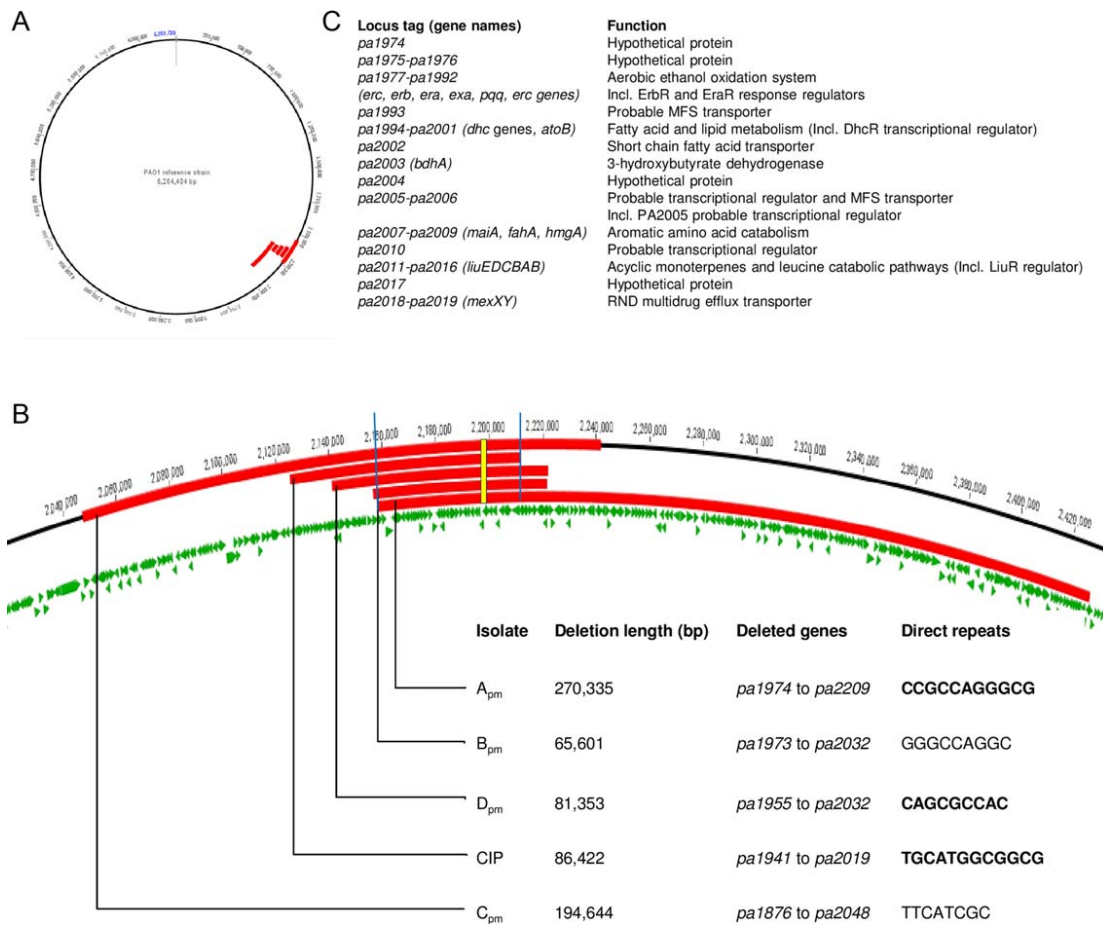 A
C
Locus tag (gene names) Function
pa1974 Hypothetical protein
pa1975-pa1976 Hypothetical protein
pa1977-pa1992 Aerobic ethanol oxidation system
(erc, erb, era, exa, pqq, erc genes) Incl. ErbR and EraR response regulators
pa1993 Probable MFS transporter
pa1994-pa2001 (dhc genes, atoB) Fatty acid and lipid metabolism (Incl. DhcR transcriptional regulator)
pa2002 Short chain fatty acid transporter
pa2003 (bdhA) 3-hydroxybutyrate dehydrogenase
pa2004 Hypothetical protein
pa2005-pa2006 Probable transcriptional regulator and MFS transporter
Incl. PA2005 probable transcriptional regulator
pa2007-pa2009 (maiA, fahA, hmgA) Aromatic amino acid catabolism
pa2010 Probable transcriptional regulator
pa2011-pa2016 (liuEDCBAB) Acyclic monoterpenes and leucine catabolic pathways (Incl. LiuR regulator)
pa2017 Hypothetical protein
pa2018-pa2019 (mexXY) RND multidrug efflux transporter
PAO1 reference strain
6,264,404 bp
B
2,040,000 2,060,000 2,080,000 2,100,000 2,120,000 2,140,000 2,160,000 2,180,000 2,200,000 2,220,000 2,240,000 2,260,000 2,280,000 2,300,000 2,320,000 2,340,000 2,360,000 2,380,000 2,400,000 2,420,000
Isolate Deletion length (bp) Deleted genes Direct repeats
Apm 270,335 pa1974 to pa2209 CCGCCAGGGCG
Bpm 65,601 pa1973 to pa2032 GGGCCAGGC
Dpm 81,353 pa1955 to pa2032 CAGCGCCAC
CIP 86,422 pa1941 to pa2019 TGCATGGCGGCG
Cpm 194,644 pa1876 to pa2048 TTCATCGC